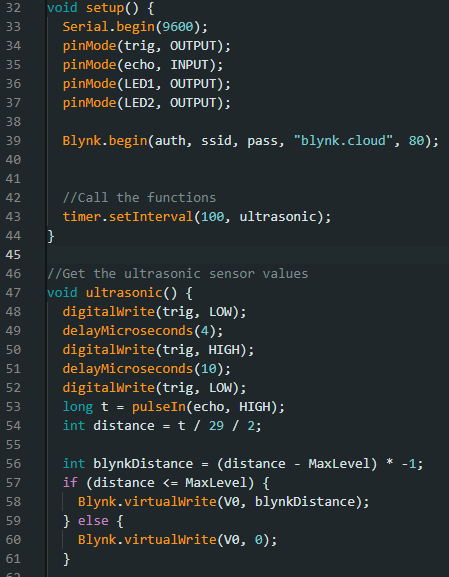 32 void setup() {
33   Serial.begin(9600);
34   pinMode(trig, OUTPUT);
35   pinMode(echo, INPUT);
36   pinMode(LED1, OUTPUT);
37   pinMode(LED2, OUTPUT);
38
39   Blynk.begin(auth, ssid, pass, "blynk.cloud", 80);
40
41
42   //Call the functions
43   timer.setInterval(100, ultrasonic);
44 }
45
46 //Get the ultrasonic sensor values
47 void ultrasonic() {
48   digitalWrite(trig, LOW);
49   delayMicroseconds(4);
50   digitalWrite(trig, HIGH);
51   delayMicroseconds(10);
52   digitalWrite(trig, LOW);
53   long t = pulseIn(echo, HIGH);
54   int distance = t / 29 / 2;
55
56   int blynkDistance = (distance - MaxLevel) * -1;
57   if (distance <= MaxLevel) {
58     Blynk.virtualWrite(V0, blynkDistance);
59   } else {
60     Blynk.virtualWrite(V0, 0);
61   }